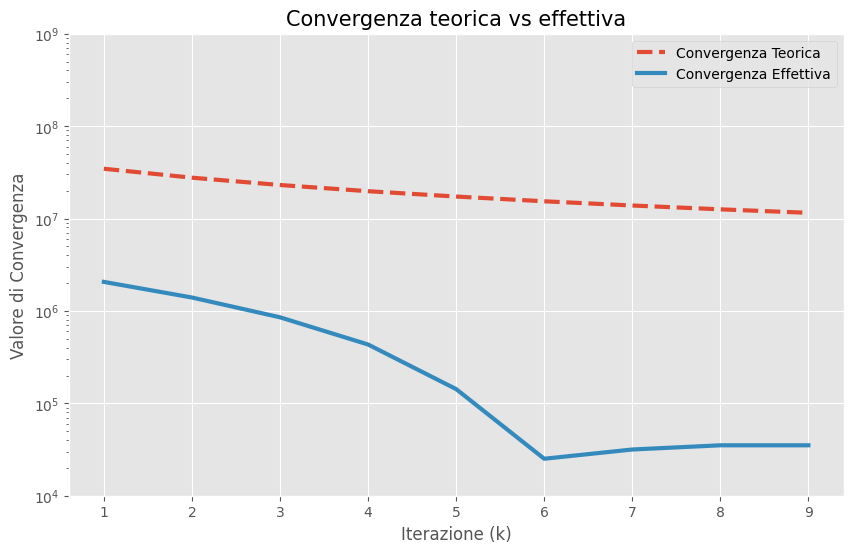 Convergenza teorica vs effettiva
Convergenza Teorica
Convergenza Effettiva
Valore di Convergenza
10^9
10^8
10^7
10^6
10^5
10^4
1 2 3 4 5 6 7 8 9
Iterazione (k)